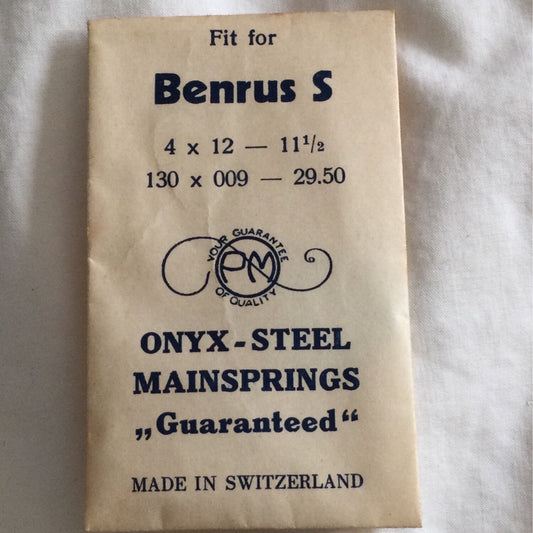 Fit for
Benrus S
4 x 12 — 11½
130 x 009 — 29.50
YOUR GUARANTEE
PM
OF QUALITY
ONYX-STEEL
MAINSPRINGS
„Guaranteed“
MADE IN SWITZERLAND